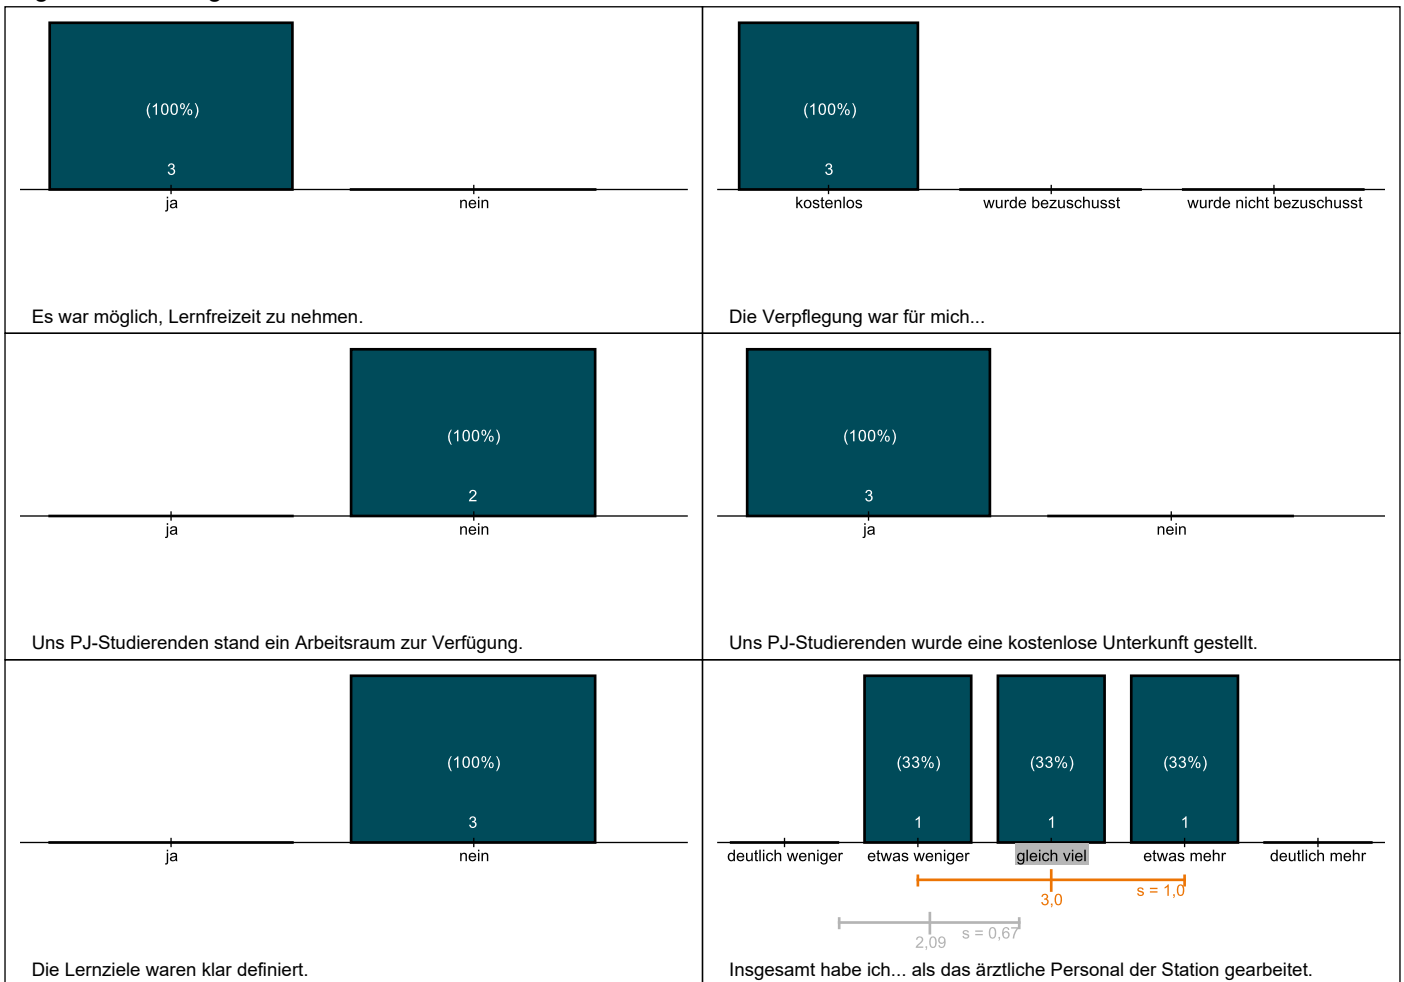 (100%)
3
ja nein
Es war möglich, Lernfreizeit zu nehmen.
(100%)
3
kostenlos wurde bezuschusst wurde nicht bezuschusst
Die Verpflegung war für mich...
(100%)
2
ja nein
Uns PJ-Studierenden stand ein Arbeitsraum zur Verfügung.
(100%)
3
ja nein
Uns PJ-Studierenden wurde eine kostenlose Unterkunft gestellt.
(100%)
3
ja nein
Die Lernziele waren klar definiert.
(33%) (33%) (33%)
1 1 1
deutlich weniger etwas weniger gleich viel etwas mehr deutlich mehr
3,0 s = 1,0
2,09 s = 0,67
Insgesamt habe ich... als das ärztliche Personal der Station gearbeitet.